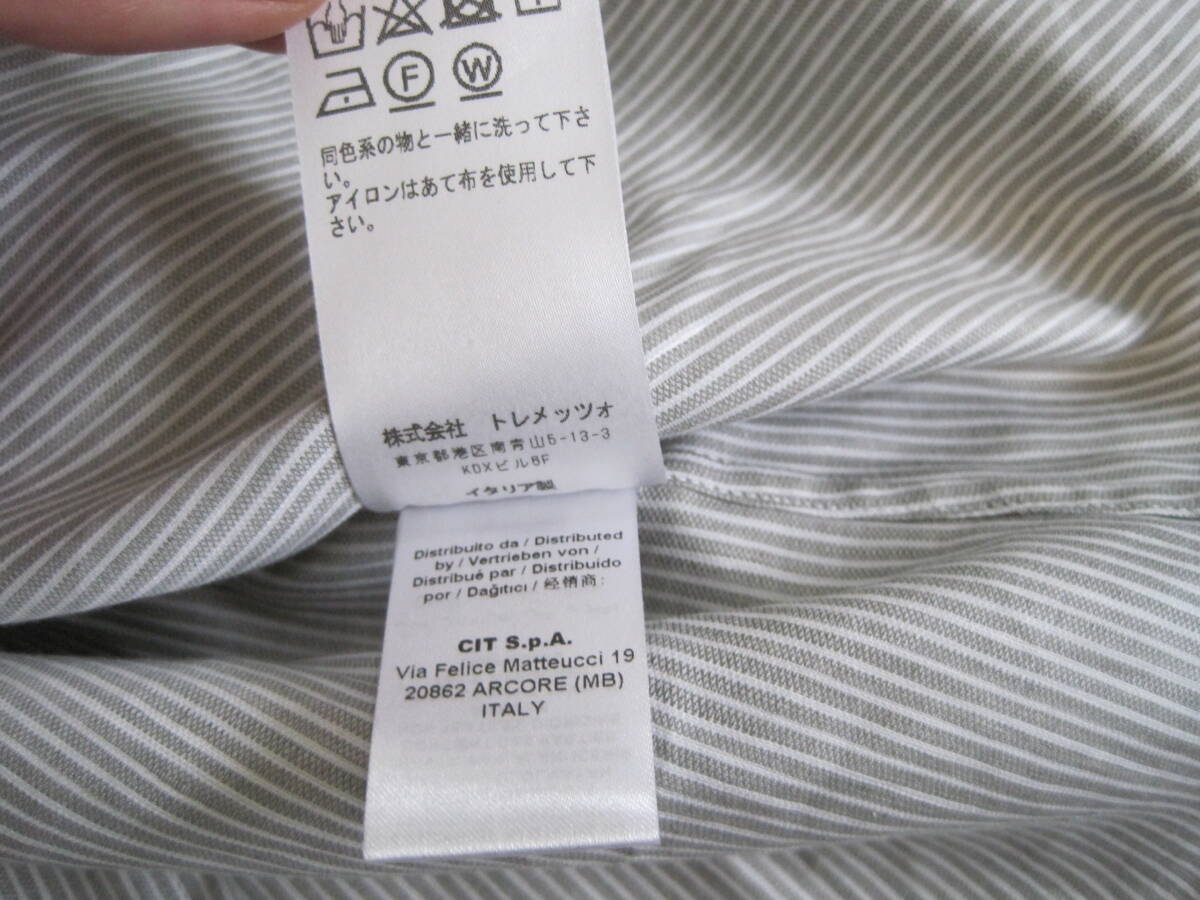 F W
同色系の物と一緒に洗って下さ
い。
アイロンはあて布を使用して下
さい。
株式会社 トレメッツォ
東京都港区南青山5-13-3
KDXビル6F
イタリア製
Distribuito da / Distributed
by / Vertrieben von /
Distribué par / Distribuído
por / Dağıtıcı / 经销商:
CIT S.p.A.
Via Felice Matteucci 19
20862 ARCORE (MB)
ITALY